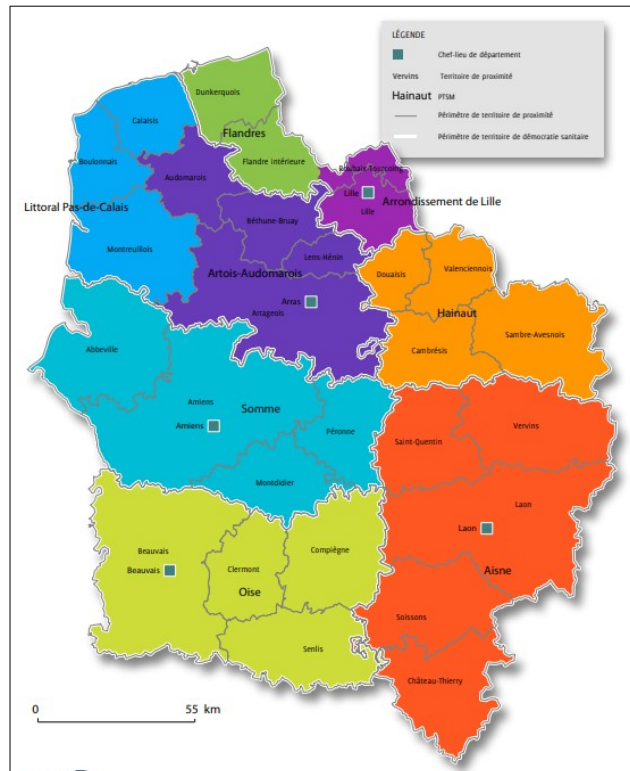 LÉGENDE
Chef-lieu de département
Vervins Territoire de proximité
Hainaut PTSM
Périmètre de territoire de proximité
Périmètre de territoire de démocratie sanitaire
Dunkerquois
Calaisis
Flandres
Boulonnais
Flandre intérieure
Roubaix-Tourcoing
Audomarois
Lille
Littoral Pas-de-Calais
Arrondissement de Lille
Lille
Béthune-Bruay
Montreuillois
Lens-Hénin
Valenciennois
Artois-Audomarois
Douaisis
Arras
Arrageois
Hainaut
Sambre-Avesnois
Abbeville
Cambrésis
Amiens
Somme
Vervins
Amiens
Péronne
Saint-Quentin
Montdidier
Laon
Laon
Beauvais
Compiègne
Beauvais
Clermont
Aisne
Oise
Soissons
Senlis
Château-Thierry
0 55 km